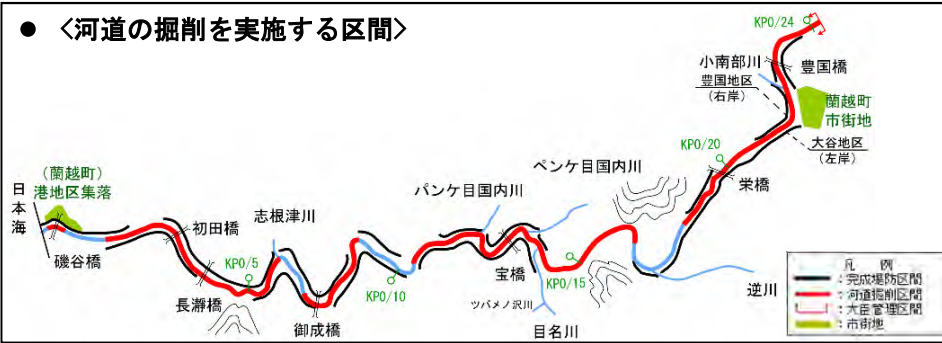 ● 〈河道の掘削を実施する区間〉
KP0/24
小南部川
豊国橋
豊国地区
（右岸）
蘭越町
市街地
大谷地区
（左岸）
KP0/20
栄橋
ペンケ目国内川
パンケ目国内川
（蘭越町）
港地区集落
日本海
磯谷橋
初田橋
志根津川
KP0/5
長瀞橋
御成橋
KP0/10
宝橋
KP0/15
ツバメノ沢川
目名川
逆川
凡 例
：完成堤防区間
：河道掘削区間
：大臣管理区間
：市街地